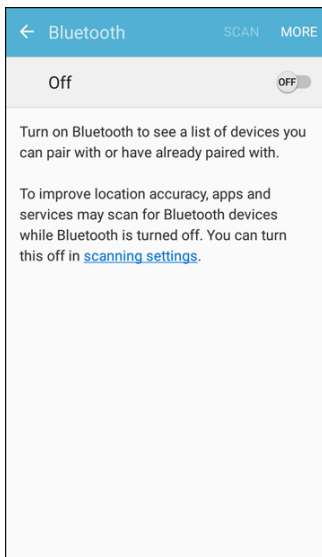 Bluetooth SCAN MORE
Off OFF
Turn on Bluetooth to see a list of devices you
can pair with or have already paired with.
To improve location accuracy, apps and
services may scan for Bluetooth devices
while Bluetooth is turned off. You can turn
this off in scanning settings.